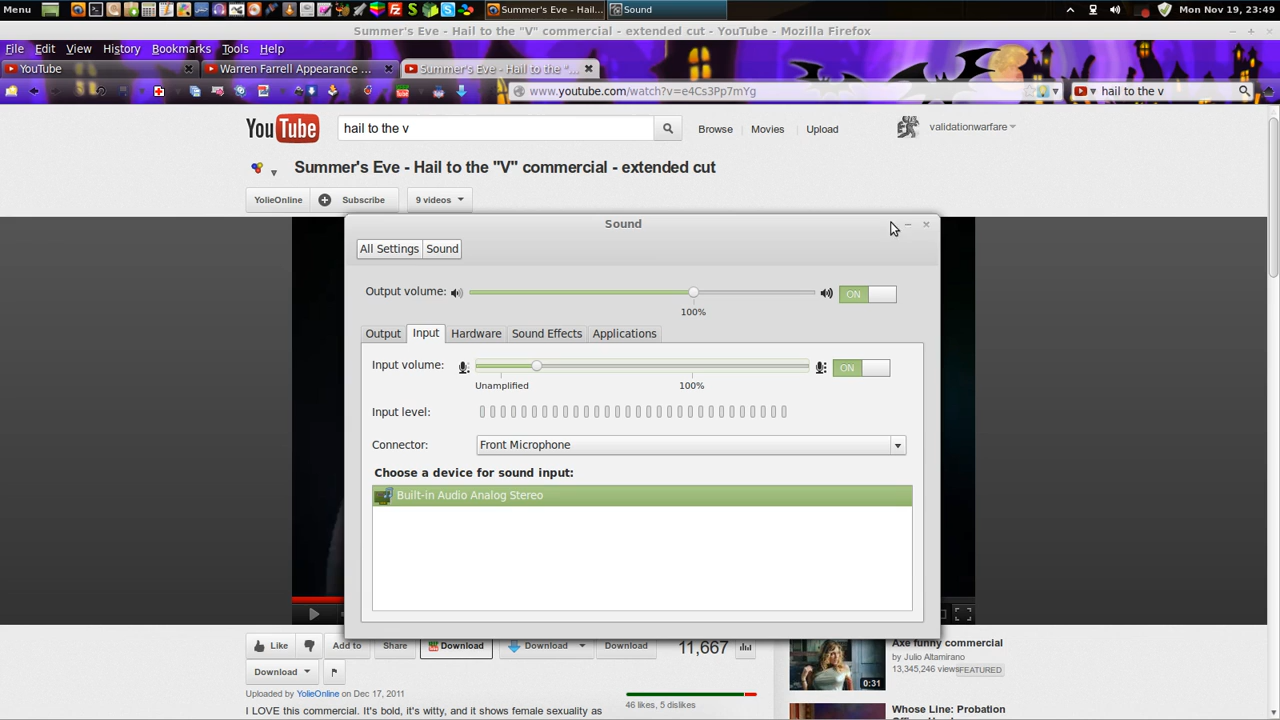 Menu
Summer's Eve - Hail...
Sound
Mon Nov 19, 23:49
Summer's Eve - Hail to the "V" commercial - extended cut - YouTube - Mozilla Firefox
File Edit View History Bookmarks Tools Help
YouTube
Warren Farrell Appearance ...
Summer's Eve - Hail to the "...
www.youtube.com/watch?v=e4Cs3Pp7mYg
hail to the v
YouTube
hail to the v
Browse Movies Upload
validationwarfare
Summer's Eve - Hail to the "V" commercial - extended cut
YolieOnline Subscribe 9 videos
Sound
All Settings Sound
Output volume:
ON
100%
Output Input Hardware Sound Effects Applications
Input volume:
ON
Unamplified 100%
Input level:
Connector: Front Microphone
Choose a device for sound input:
Built-in Audio Analog Stereo
Like Add to Share Download Download Download 11,667
Download
Uploaded by YolieOnline on Dec 17, 2011
46 likes, 5 dislikes
I LOVE this commercial. It's bold, it's witty, and it shows female sexuality as
Axe funny commercial
by Julio Altamirano
13,345,246 views FEATURED
0:31
Whose Line: Probation